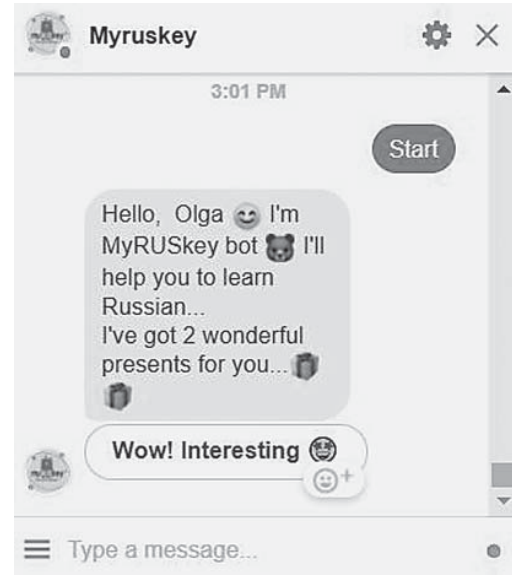 Myruskey
3:01 PM
Start
Hello, Olga 😊 I'm
MyRUSkey bot 🐻 I'll
help you to learn
Russian...
I've got 2 wonderful
presents for you...🎁
🎁
Wow! Interesting 🤩
Type a message...